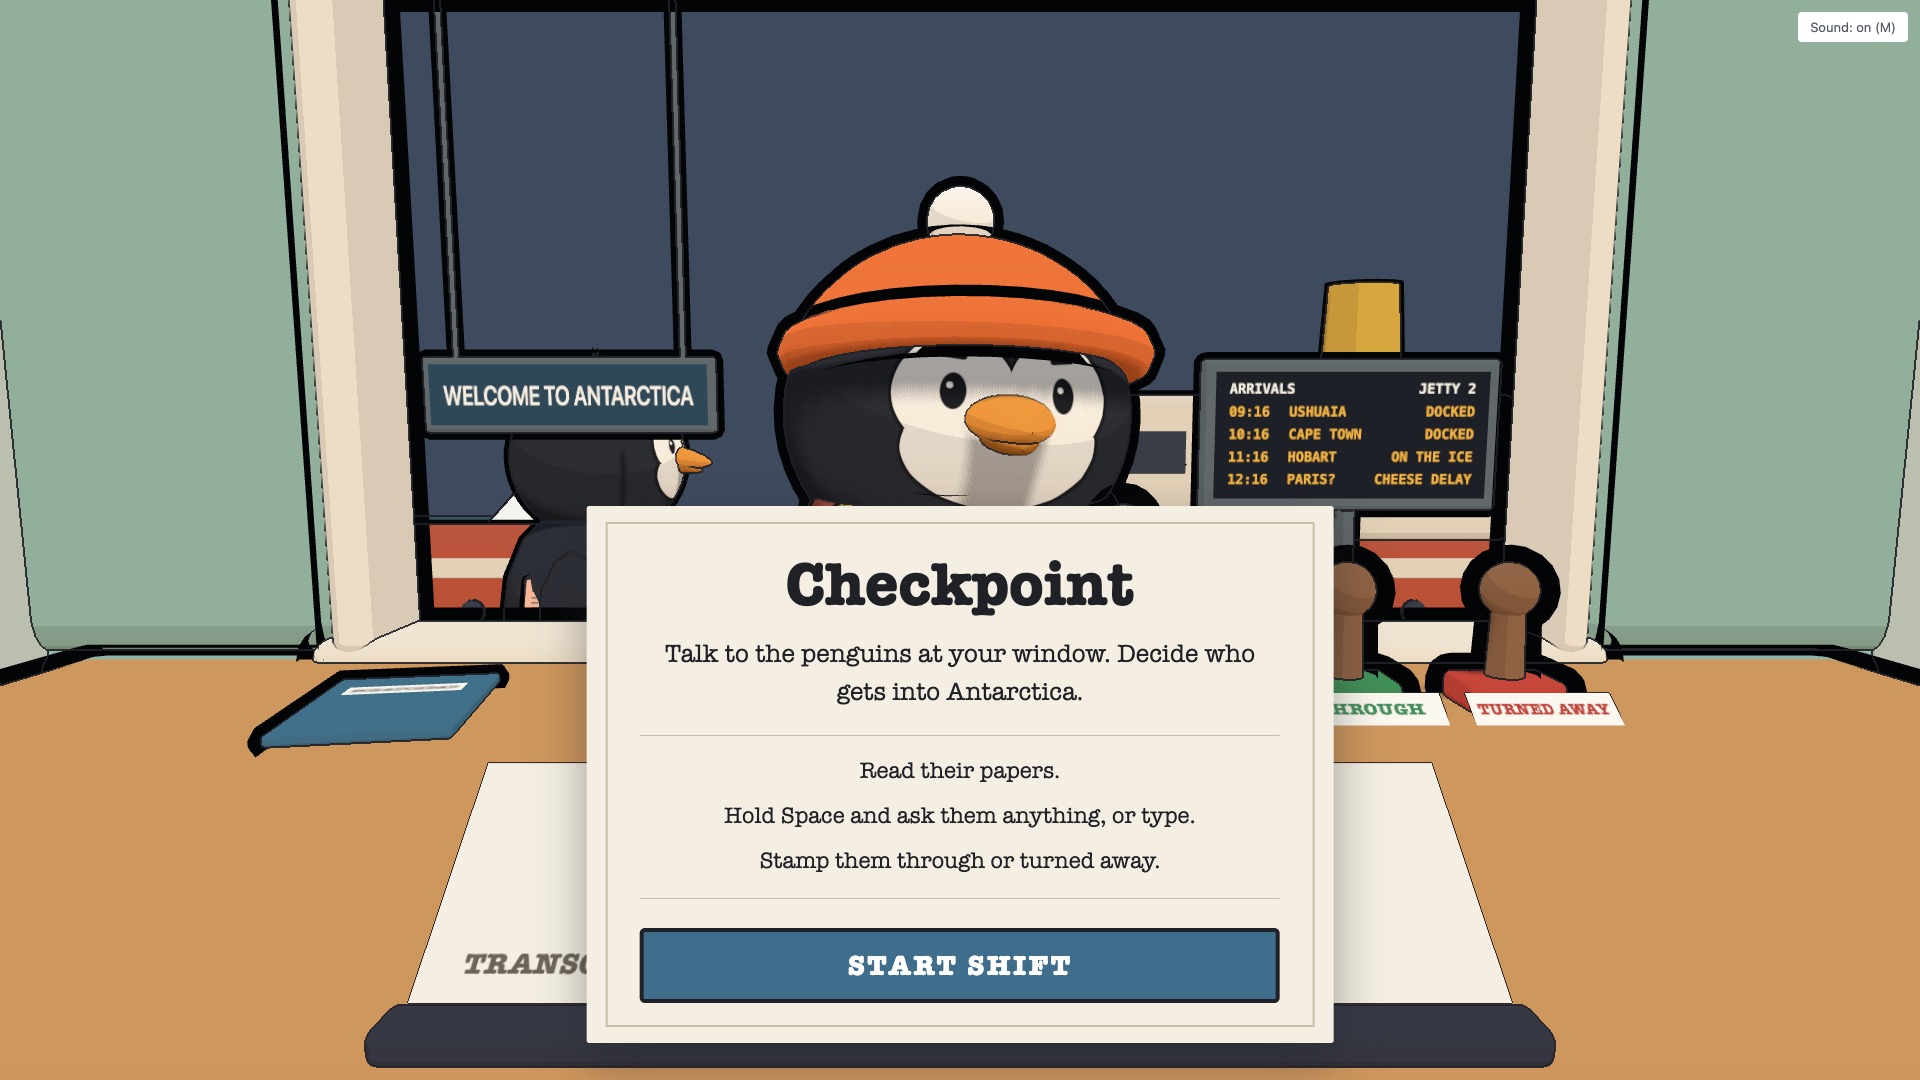 Sound: on (M)
WELCOME TO ANTARCTICA
ARRIVALS JETTY 2
09:16 USHUAIA DOCKED
10:16 CAPE TOWN DOCKED
11:16 HOBART ON THE ICE
12:16 PARIS? CHEESE DELAY
Checkpoint
Talk to the penguins at your window. Decide who
gets into Antarctica.
Read their papers.
Hold Space and ask them anything, or type.
Stamp them through or turned away.
START SHIFT
HROUGH
TURNED AWAY
TRANSC